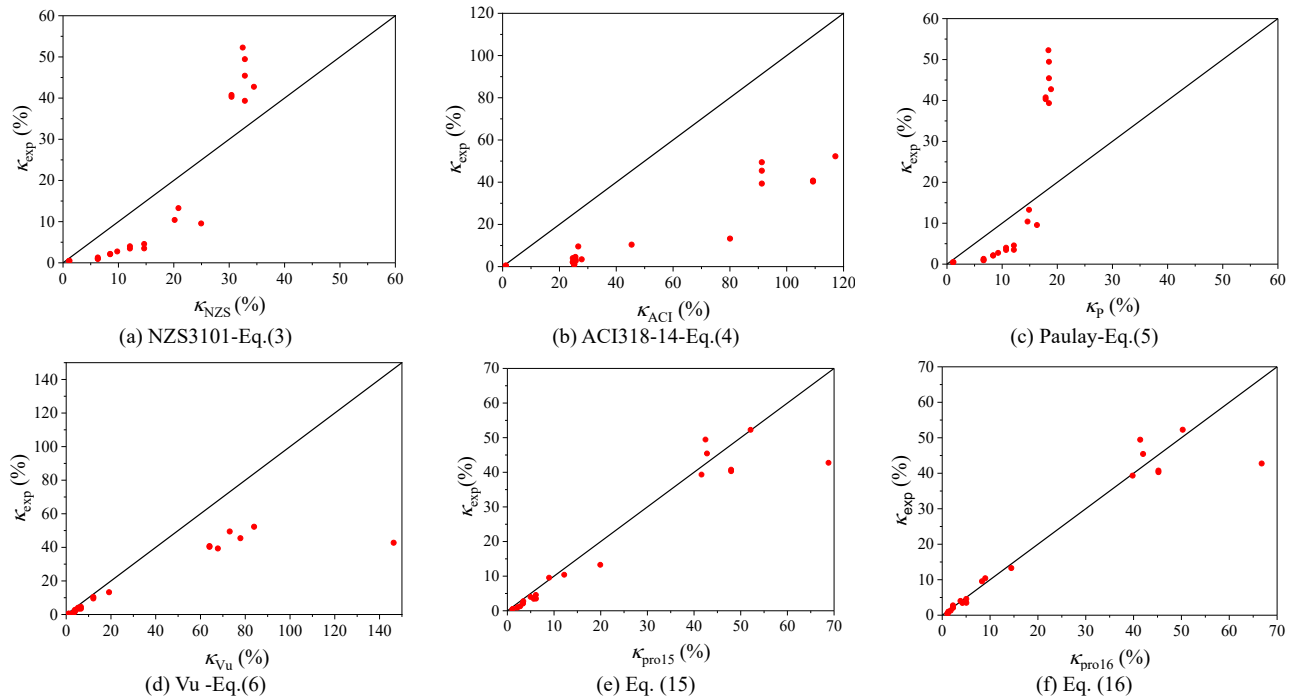 60
50
40
30
20
10
0
κexp (%)
0 10 20 30 40 50 60
κNZS (%)
(a) NZS3101-Eq.(3)
120
100
80
60
40
20
0
κexp (%)
0 20 40 60 80 100 120
κACI (%)
(b) ACI318-14-Eq.(4)
60
50
40
30
20
10
0
κexp (%)
0 10 20 30 40 50 60
κP (%)
(c) Paulay-Eq.(5)
140
120
100
80
60
40
20
0
κexp (%)
0 20 40 60 80 100 120 140
κVu (%)
(d) Vu -Eq.(6)
70
60
50
40
30
20
10
0
κexp (%)
0 10 20 30 40 50 60 70
κpro15 (%)
(e) Eq. (15)
70
60
50
40
30
20
10
0
κexp (%)
0 10 20 30 40 50 60 70
κpro16 (%)
(f) Eq. (16)